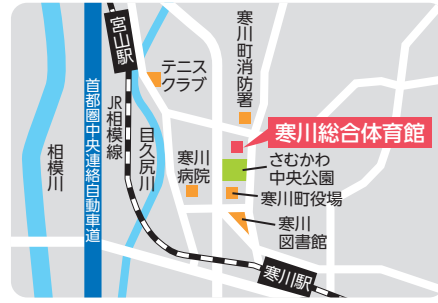 宮山駅
テニス
クラブ
寒川町消防署
首都圏中央連絡自動車道
JR相模線
目久尻川
相模川
寒川総合体育館
さむかわ
中央公園
寒川
病院
寒川町役場
寒川
図書館
寒川駅